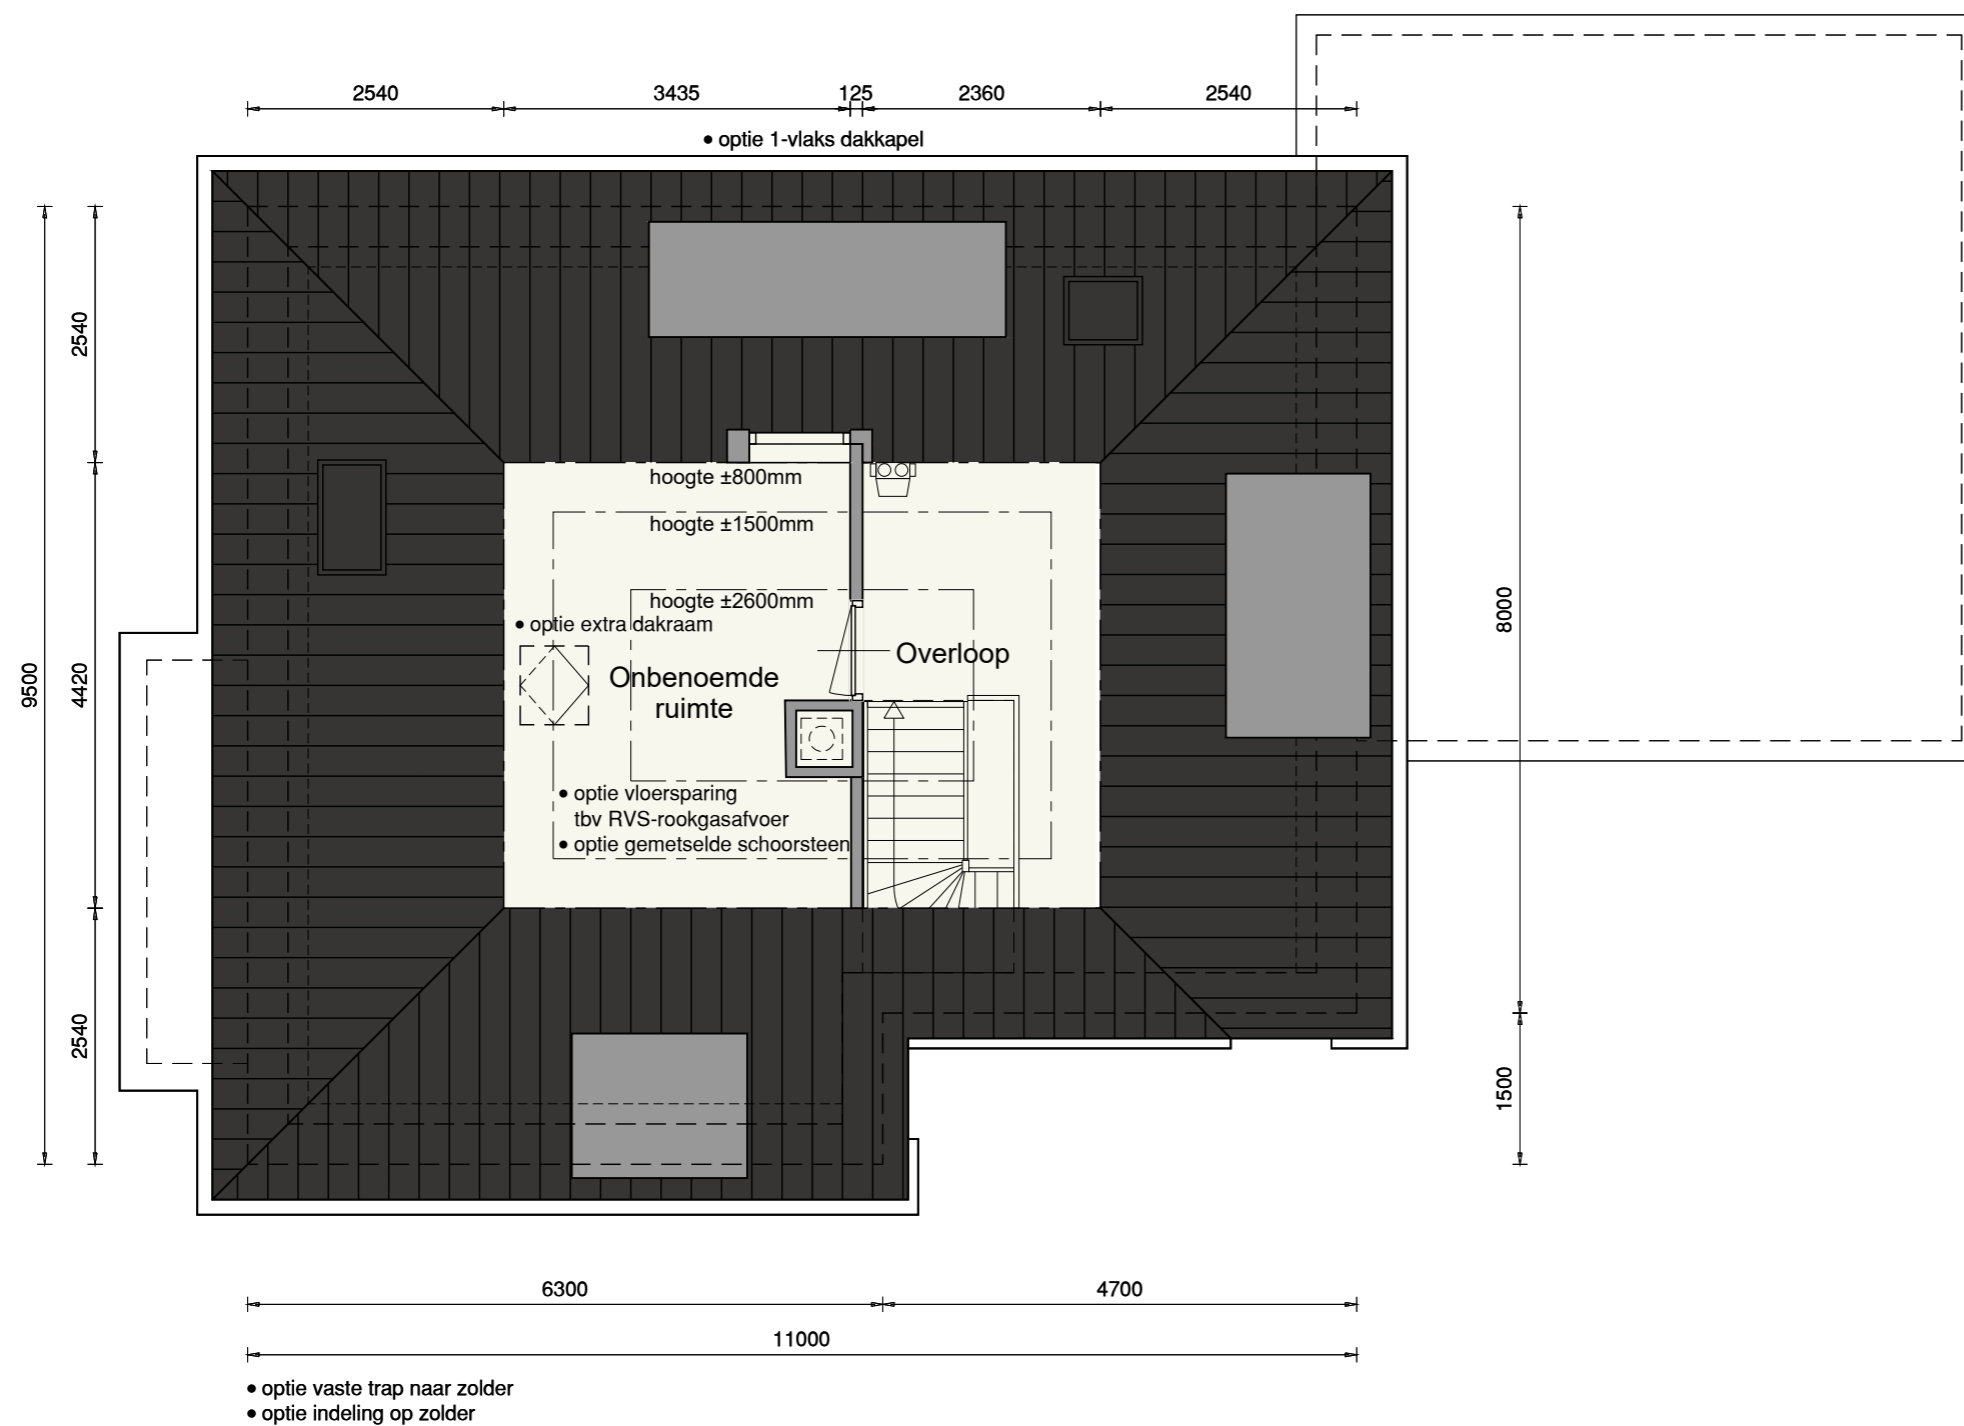 2540
3435
125
2360
2540
• optie 1-vlaks dakkapel
9500
2540
4420
2540
8000
1500
hoogte ±800mm
hoogte ±1500mm
hoogte ±2600mm
• optie extra dakraam
Onbenoemde
ruimte
Overloop
• optie vloersparing
tbv RVS-rookgasafvoer
• optie gemetselde schoorsteen
6300
4700
11000
• optie vaste trap naar zolder
• optie indeling op zolder